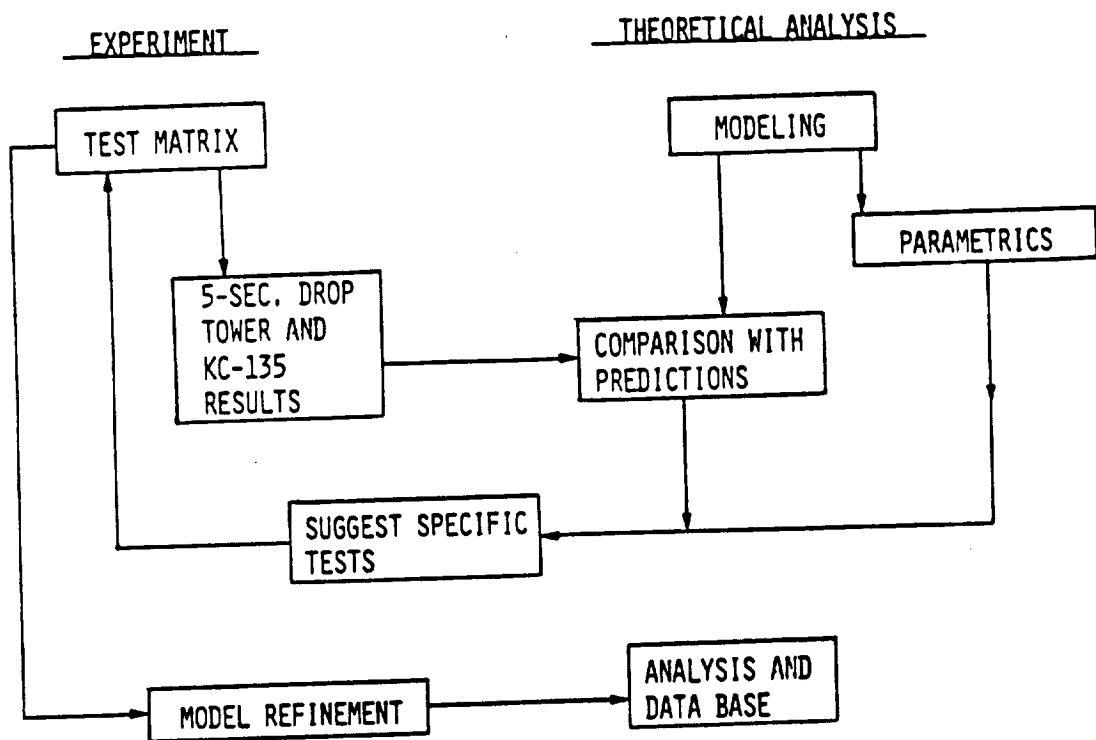 EXPERIMENT
THEORETICAL ANALYSIS
TEST MATRIX
MODELING
PARAMETRICS
5-SEC. DROP
TOWER AND
KC-135
RESULTS
COMPARISON WITH
PREDICTIONS
SUGGEST SPECIFIC
TESTS
MODEL REFINEMENT
ANALYSIS AND
DATA BASE